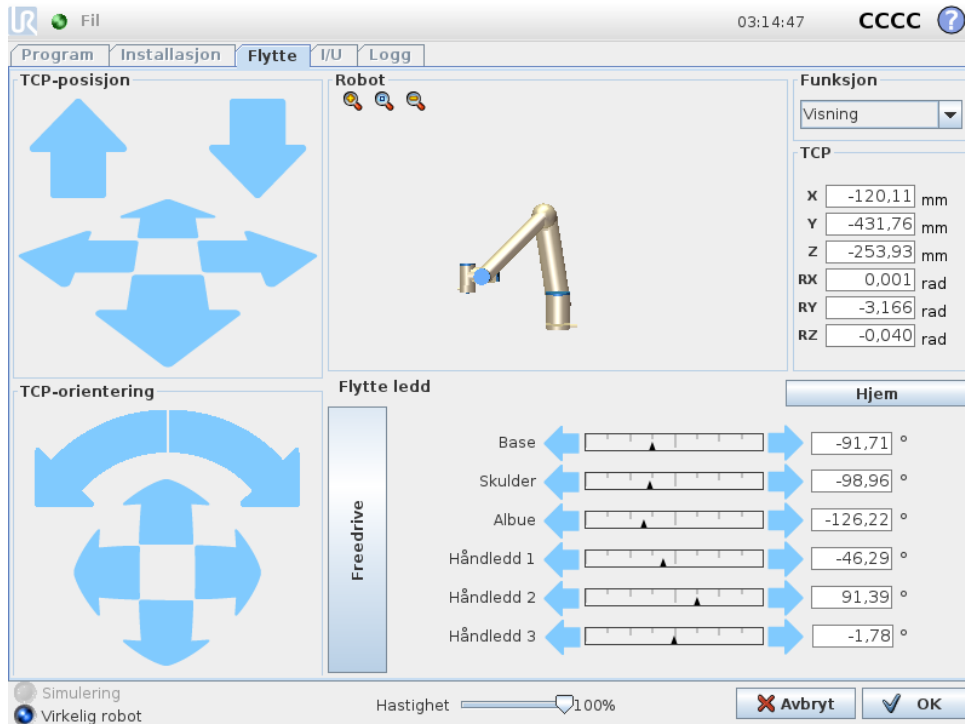 UR Fil 03:14:47 CCCC ?
Program Installasjon Flytte I/U Logg
TCP-posisjon
Robot
Funksjon
Visning
TCP
X -120,11 mm
Y -431,76 mm
Z -253,93 mm
RX 0,001 rad
RY -3,166 rad
RZ -0,040 rad
TCP-orientering
Flytte ledd
Hjem
Freedrive
Base -91,71 °
Skulder -98,96 °
Albue -126,22 °
Håndledd 1 -46,29 °
Håndledd 2 91,39 °
Håndledd 3 -1,78 °
Simulering
Virkelig robot
Hastighet 100%
Avbryt
OK